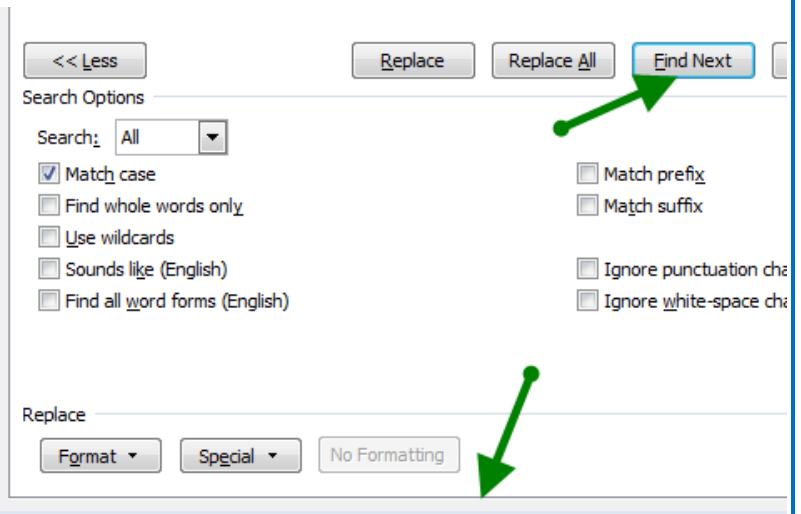 << Less Replace Replace All Find Next
Search Options
Search: All
Match case Match prefix
Find whole words only Match suffix
Use wildcards
Sounds like (English) Ignore punctuation cha
Find all word forms (English) Ignore white-space cha
Replace
Format Special No Formatting